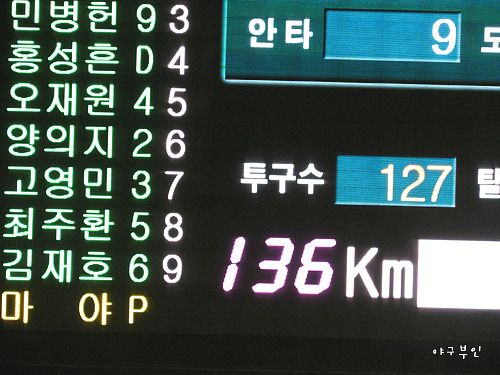 민병헌 9 3
홍성흔 D 4
오재원 4 5
양의지 2 6
고영민 3 7
최주환 5 8
김재호 6 9
마 야 P
안타 9
투구수 127
136 Km
야구부인